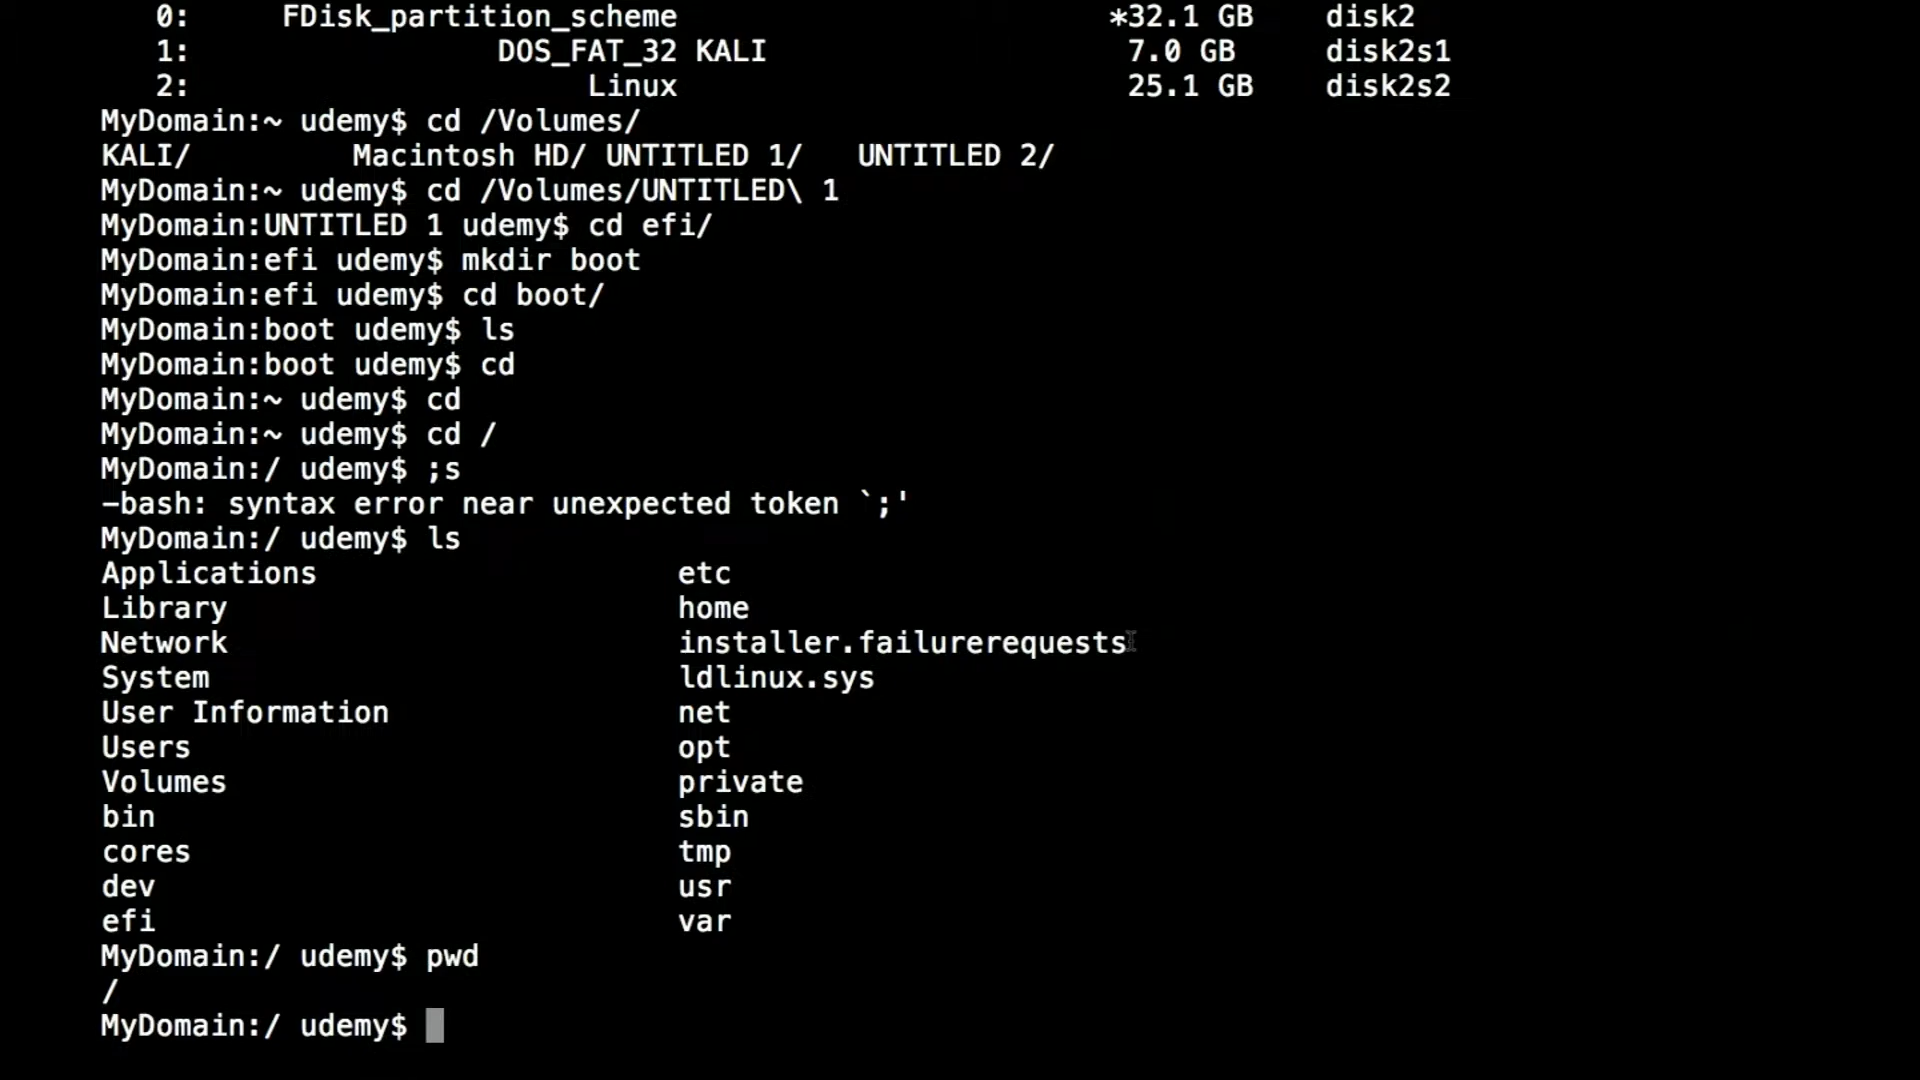 0: FDisk_partition_scheme *32.1 GB disk2
1: DOS_FAT_32 KALI 7.0 GB disk2s1
2: Linux 25.1 GB disk2s2
MyDomain:~ udemy$ cd /Volumes/
KALI/ Macintosh HD/ UNTITLED 1/ UNTITLED 2/
MyDomain:~ udemy$ cd /Volumes/UNTITLED\ 1
MyDomain:UNTITLED 1 udemy$ cd efi/
MyDomain:efi udemy$ mkdir boot
MyDomain:efi udemy$ cd boot/
MyDomain:boot udemy$ ls
MyDomain:boot udemy$ cd
MyDomain:~ udemy$ cd
MyDomain:~ udemy$ cd /
MyDomain:/ udemy$ ;s
-bash: syntax error near unexpected token `;'
MyDomain:/ udemy$ ls
Applications etc
Library home
Network installer.failurerequests
System ldlinux.sys
User Information net
Users opt
Volumes private
bin sbin
cores tmp
dev usr
efi var
MyDomain:/ udemy$ pwd
/
MyDomain:/ udemy$